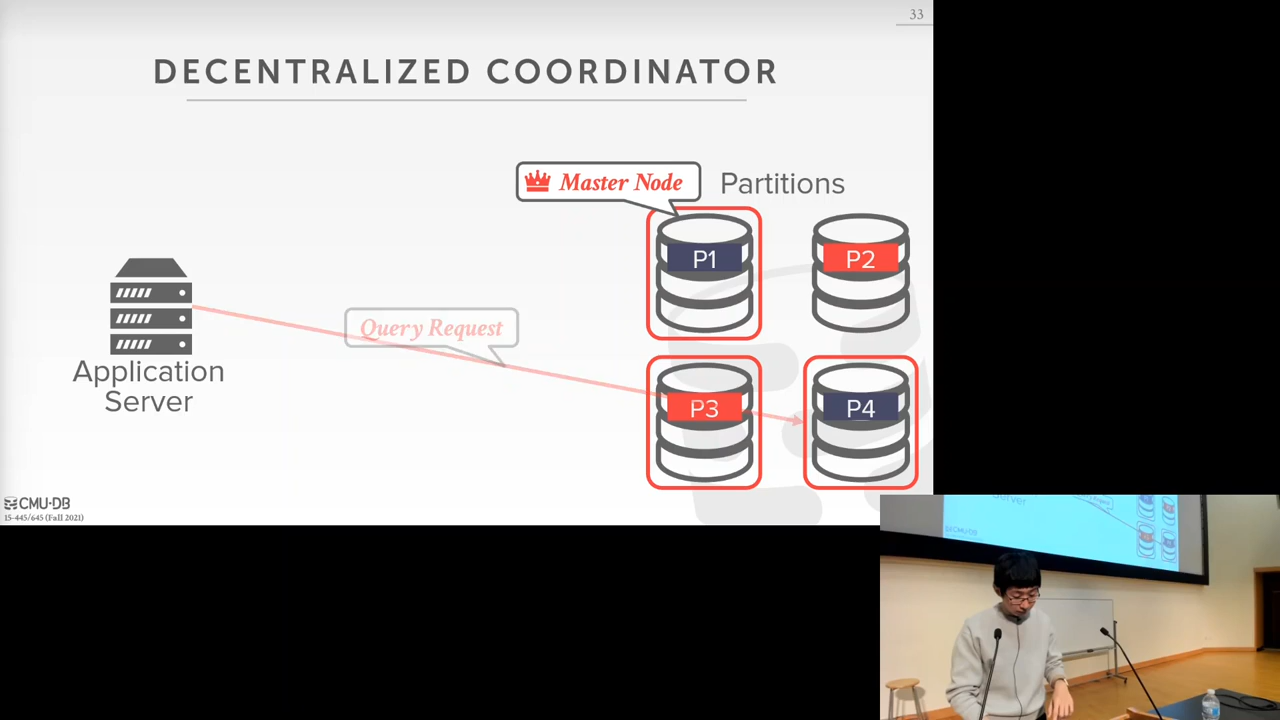 33
DECENTRALIZED COORDINATOR
Master Node
Partitions
P1
P2
Query Request
Application
Server
P3
P4
CMU·DB
15-445/645 (Fall 2021)